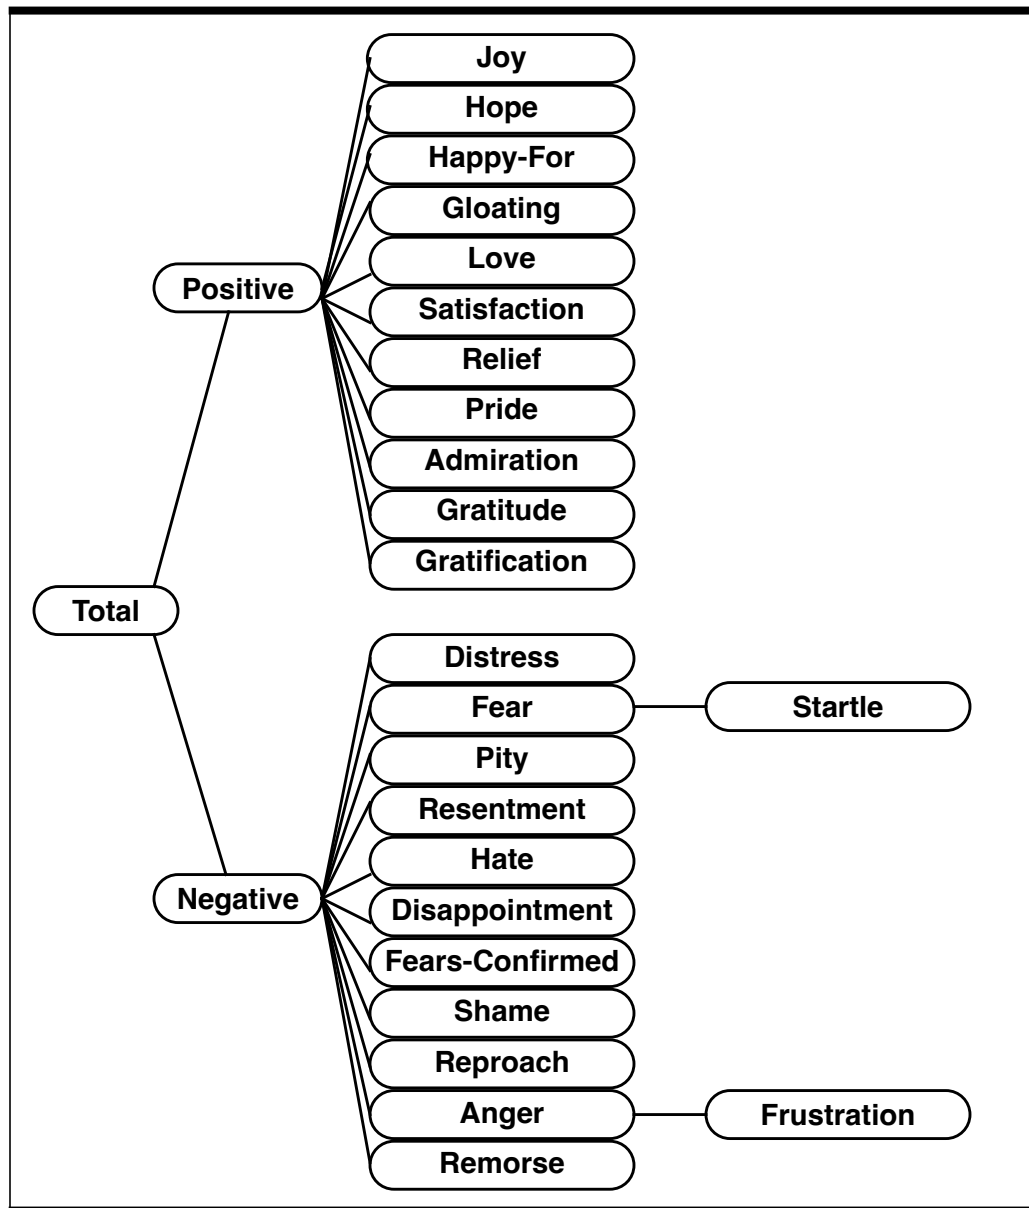 Joy
Hope
Happy-For
Gloating
Love
Positive
Satisfaction
Relief
Pride
Admiration
Gratitude
Gratification
Total
Distress
Fear
Startle
Pity
Resentment
Hate
Negative
Disappointment
Fears-Confirmed
Shame
Reproach
Anger
Frustration
Remorse